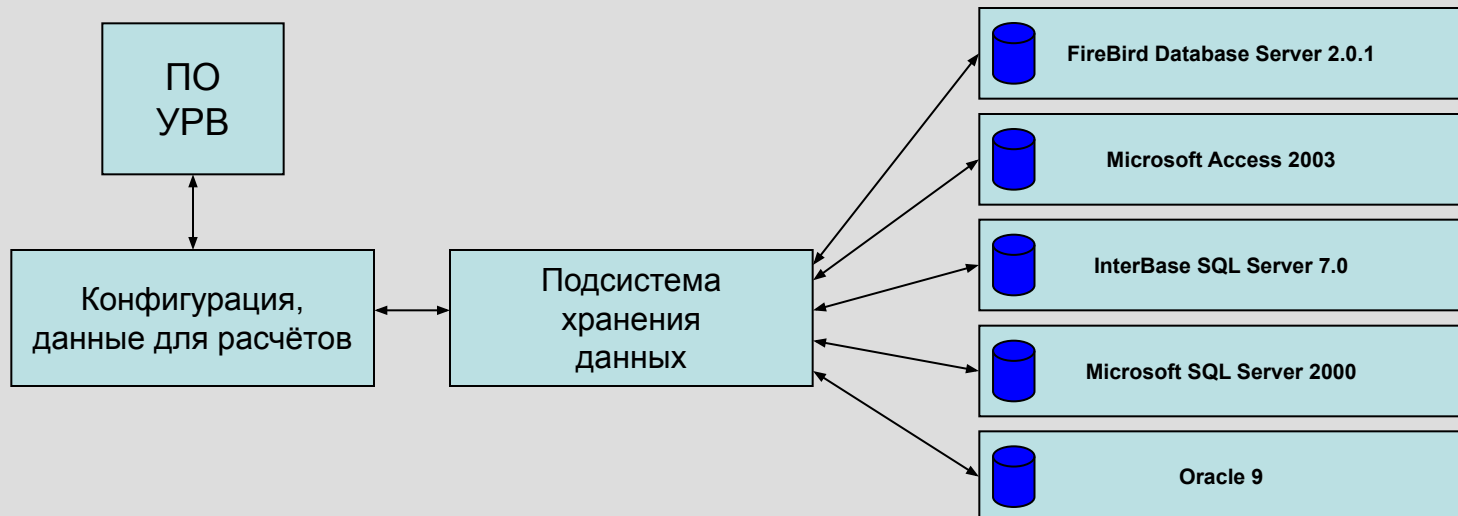 ПО
УРВ
Конфигурация,
данные для расчётов
Подсистема
хранения
данных
FireBird Database Server 2.0.1
Microsoft Access 2003
InterBase SQL Server 7.0
Microsoft SQL Server 2000
Oracle 9